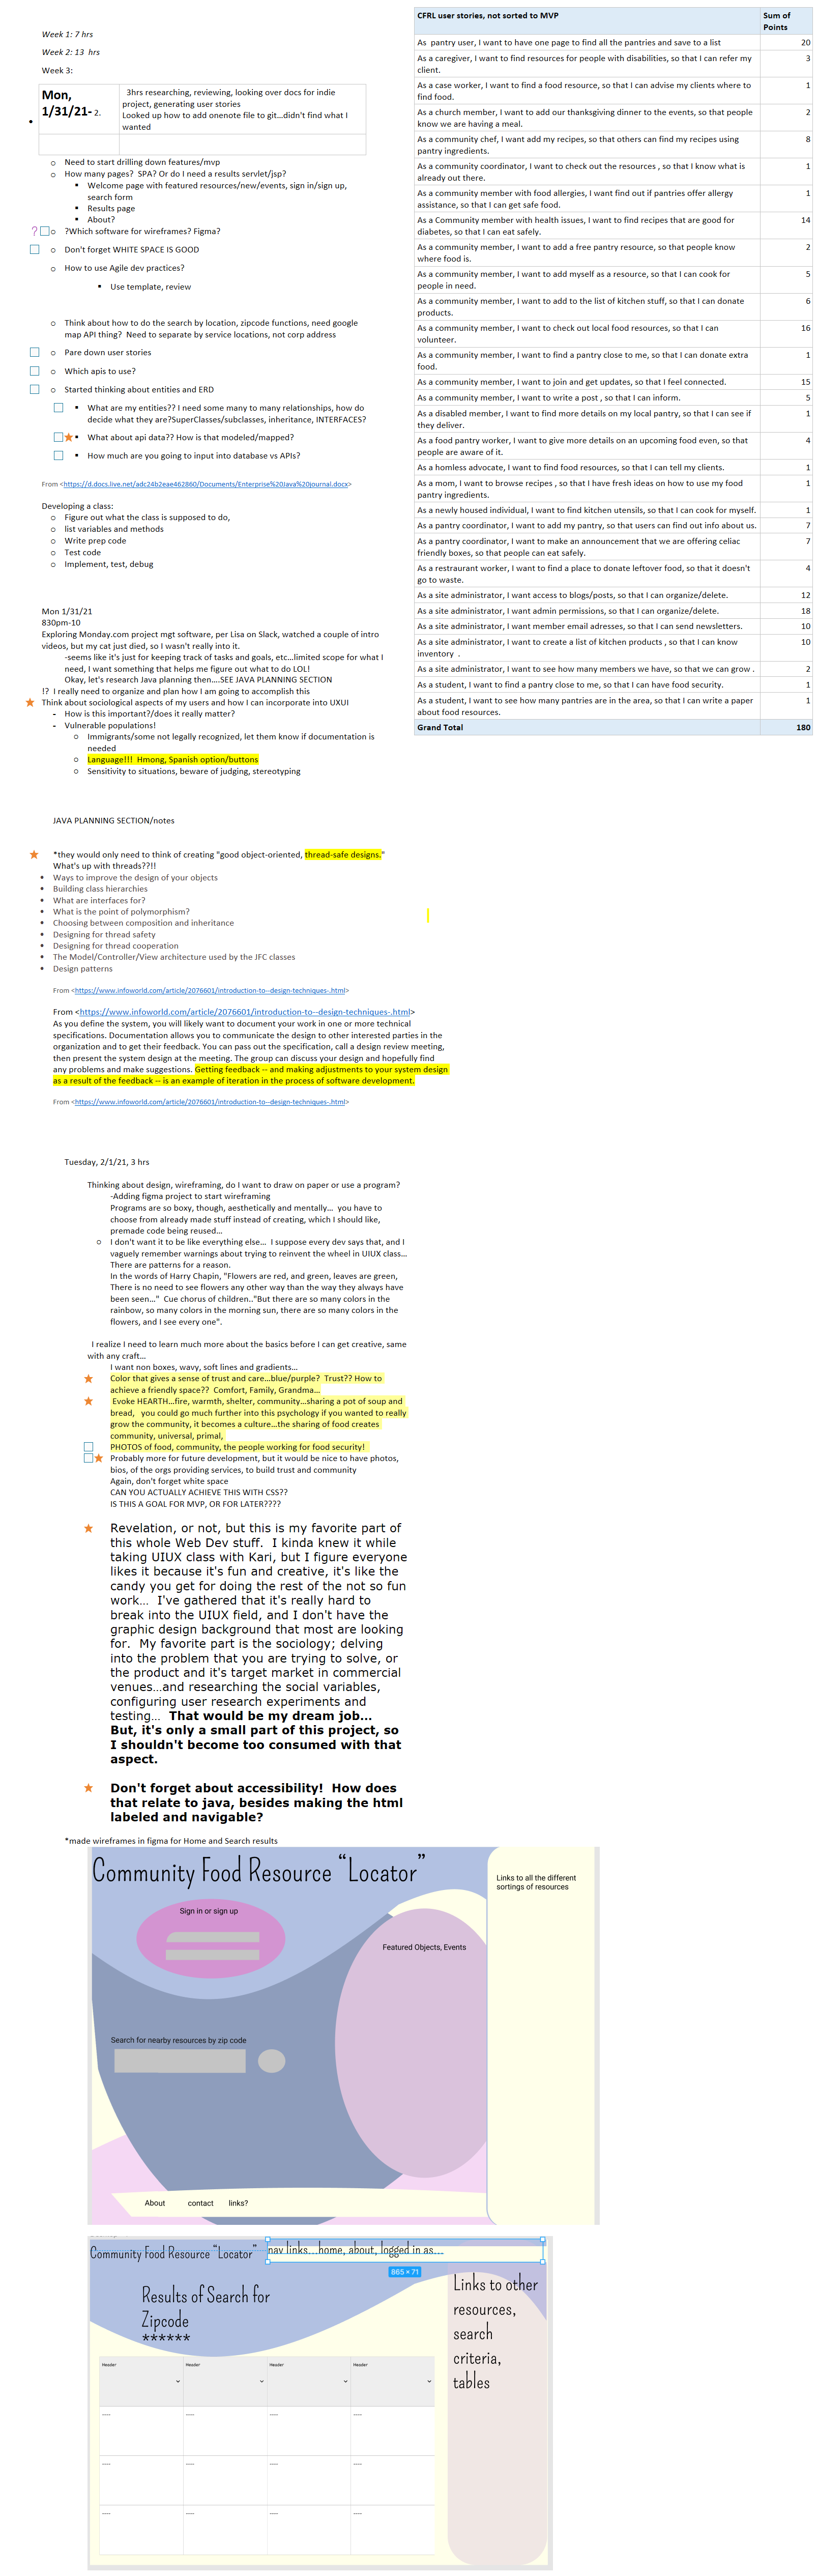 Week 1: 7 hrs
Week 2: 13  hrs
Week 3:
Mon,
1/31/21- 2.
3hrs researching, reviewing, looking over docs for indie
project, generating user stories
Looked up how to add onenote file to git…didn't find what I
wanted
o Need to start drilling down features/mvp
o How many pages?  SPA? Or do I need a results servlet/jsp?
▪ Welcome page with featured resources/new/events, sign in/sign up,
search form
▪ Results page
▪ About?
? o ?Which software for wireframes? Figma?
o Don't forget WHITE SPACE IS GOOD
o How to use Agile dev practices?
▪ Use template, review
o Think about how to do the search by location, zipcode functions, need google
map API thing?  Need to separate by service locations, not corp address
o Pare down user stories
o Which apis to use?
o Started thinking about entities and ERD
▪ What are my entities?? I need some many to many relationships, how do
decide what they are?SuperClasses/subclasses, inheritance, INTERFACES?
▪ What about api data?? How is that modeled/mapped?
▪ How much are you going to input into database vs APIs?
From <https://d.docs.live.net/adc24b2eae462860/Documents/Enterprise%20Java%20Journal.docx>
Developing a class:
o Figure out what the class is supposed to do,
o list variables and methods
o Write prep code
o Test code
o Implement, test, debug
Mon 1/31/21
830pm-10
Exploring Monday.com project mgt software, per Lisa on Slack, watched a couple of intro
videos, but my cat just died, so I wasn't really into it.
-seems like it's just for keeping track of tasks and goals, etc…limited scope for what I
need, I want something that helps me figure out what to do LOL!
Okay, let's research Java planning then….SEE JAVA PLANNING SECTION
!?  I really need to organize and plan how I am going to accomplish this
Think about sociological aspects of my users and how I can incorporate into UXUI
- How is this important?/does it really matter?
- Vulnerable populations!
o Immigrants/some not legally recognized, let them know if documentation is
needed
o Language!!!  Hmong, Spanish option/buttons
o Sensitivity to situations, beware of judging, stereotyping
CFRL user stories, not sorted to MVP Sum of
Points
As  pantry user, I want to have one page to find all the pantries and save to a list 20
As a caregiver, I want to find resources for people with disabilities, so that I can refer my 3
client.
As a case worker, I want to find a food resource, so that I can advise my clients where to 1
find food.
As a church member, I want to add our thanksgiving dinner to the events, so that people 2
know we are having a meal.
As a community chef, I want add my recipes, so that others can find my recipes using 8
pantry ingredients.
As a community coordinator, I want to check out the resources , so that I know what is 1
already out there.
As a community member with food allergies, I want find out if pantries offer allergy 1
assistance, so that I can get safe food.
As a Community member with health issues, I want to find recipes that are good for 14
diabetes, so that I can eat safely.
As a community member, I want to add a free pantry resource, so that people know 2
where food is.
As a community member, I want to add myself as a resource, so that I can cook for 5
people in need.
As a community member, I want to add to the list of kitchen stuff, so that I can donate 6
products.
As a community member, I want to check out local food resources, so that I can 16
volunteer.
As a community member, I want to find a pantry close to me, so that I can donate extra 1
food.
As a community member, I want to join and get updates, so that I feel connected. 15
As a community member, I want to write a post , so that I can inform. 5
As a disabled member, I want to find more details on my local pantry, so that I can see if 1
they deliver.
As a food pantry worker, I want to give more details on an upcoming food even, so that 4
people are aware of it.
As a homless advocate, I want to find food resources, so that I can tell my clients. 1
As a mom, I want to browse recipes , so that I have fresh ideas on how to use my food 1
pantry ingredients.
As a newly housed individual, I want to find kitchen utensils, so that I can cook for myself. 1
As a pantry coordinator, I want to add my pantry, so that users can find out info about us. 7
As a pantry coordinator, I want to make an announcement that we are offering celiac 7
friendly boxes, so that people can eat safely.
As a restraurant worker, I want to find a place to donate leftover food, so that it doesn't 4
go to waste.
As a site administrator, I want access to blogs/posts, so that I can organize/delete. 12
As a site administrator, I want admin permissions, so that I can organize/delete. 18
As a site administrator, I want member email adresses, so that I can send newsletters. 10
As a site administrator, I want to create a list of kitchen products , so that I can know 10
inventory  .
As a site administrator, I want to see how many members we have, so that we can grow . 2
As a student, I want to find a pantry close to me, so that I can have food security. 1
As a student, I want to see how many pantries are in the area, so that I can write a paper 1
about food resources.
Grand Total 180
JAVA PLANNING SECTION/notes
*they would only need to think of creating "good object-oriented, thread-safe designs."
What's up with threads??!!
• Ways to improve the design of your objects
• Building class hierarchies
• What are interfaces for?
• What is the point of polymorphism?
• Choosing between composition and inheritance
• Designing for thread safety
• Designing for thread cooperation
• The Model/Controller/View architecture used by the JFC classes
• Design patterns
From <https://www.infoworld.com/article/2076601/introduction-to--design-techniques-.html>
From <https://www.infoworld.com/article/2076601/introduction-to--design-techniques-.html>
As you define the system, you will likely want to document your work in one or more technical
specifications. Documentation allows you to communicate the design to other interested parties in the
organization and to get their feedback. You can pass out the specification, call a design review meeting,
then present the system design at the meeting. The group can discuss your design and hopefully find
any problems and make suggestions. Getting feedback -- and making adjustments to your system design
as a result of the feedback -- is an example of iteration in the process of software development.
From <https://www.infoworld.com/article/2076601/introduction-to--design-techniques-.html>
Tuesday, 2/1/21, 3 hrs
Thinking about design, wireframing, do I want to draw on paper or use a program?
-Adding figma project to start wireframing
Programs are so boxy, though, aesthetically and mentally…  you have to
choose from already made stuff instead of creating, which I should like,
premade code being reused…
o I don't want it to be like everything else…  I suppose every dev says that, and I
vaguely remember warnings about trying to reinvent the wheel in UIUX class…
There are patterns for a reason.
In the words of Harry Chapin, "Flowers are red, and green, leaves are green,
There is no need to see flowers any other way than the way they always have
been seen…"  Cue chorus of children.."But there are so many colors in the
rainbow, so many colors in the morning sun, there are so many colors in the
flowers, and I see every one".
I realize I need to learn much more about the basics before I can get creative, same
with any craft…
I want non boxes, wavy, soft lines and gradients…
Color that gives a sense of trust and care…blue/purple?  Trust?? How to
achieve a friendly space??  Comfort, Family, Grandma…
Evoke HEARTH…fire, warmth, shelter, community…sharing a pot of soup and
bread,   you could go much further into this psychology if you wanted to really
grow the community, it becomes a culture…the sharing of food creates
community, universal, primal,
PHOTOS of food, community, the people working for food security!
Probably more for future development, but it would be nice to have photos,
bios, of the orgs providing services, to build trust and community
Again, don't forget white space
CAN YOU ACTUALLY ACHIEVE THIS WITH CSS??
IS THIS A GOAL FOR MVP, OR FOR LATER????
Revelation, or not, but this is my favorite part of
this whole Web Dev stuff.  I kinda knew it while
taking UIUX class with Kari, but I figure everyone
likes it because it's fun and creative, it's like the
candy you get for doing the rest of the not so fun
work…  I've gathered that it's really hard to
break into the UIUX field, and I don't have the
graphic design background that most are looking
for.  My favorite part is the sociology; delving
into the problem that you are trying to solve, or
the product and it's target market in commercial
venues…and researching the social variables,
configuring user research experiments and
testing…  That would be my dream job…
But, it's only a small part of this project, so
I shouldn't become too consumed with that
aspect.
Don't forget about accessibility!  How does
that relate to java, besides making the html
labeled and navigable?
*made wireframes in figma for Home and Search results
Community Food Resource “Locator”
Links to all the different
sortings of resources
Sign in or sign up
Featured Objects, Events
Search for nearby resources by zip code
About contact links?
Community Food Resource “Locator” nav links...home, about, logged in as....
865 × 71
Results of Search for
Zipcode
******
Links to other
resources,
search
criteria,
tables
Header Header Header Header
---- ---- ---- ----
---- ---- ---- ----
---- ---- ---- ----